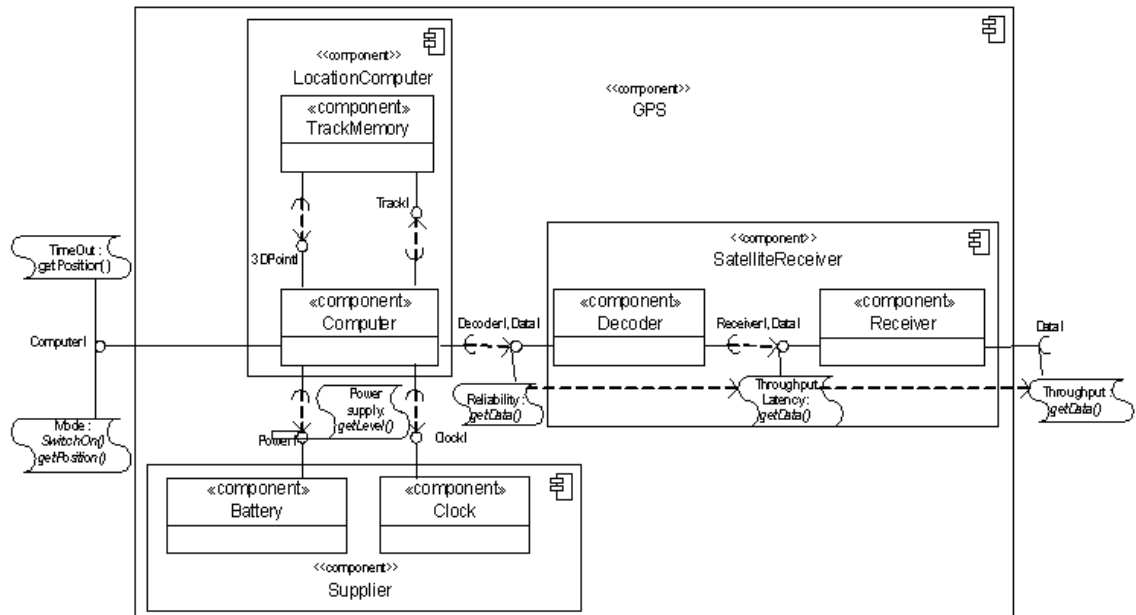 <<component>>
LocationComputer
<<component>>
GPS
«component»
TrackMemory
TrackI
3DPointI
TimeOut :
getPosition()
<<component>>
SatelliteReceiver
«component»
Computer
«component»
Decoder
«component»
Receiver
ComputerI
DecoderI, DataI
ReceiverI, DataI
DataI
Mode :
SwitchOn()
getPosition()
Power
supply:
getLevel()
Reliability :
getData()
Throughput
Latency :
getData()
Throughput :
getData()
PowerI
ClockI
«component»
Battery
«component»
Clock
<<component>>
Supplier